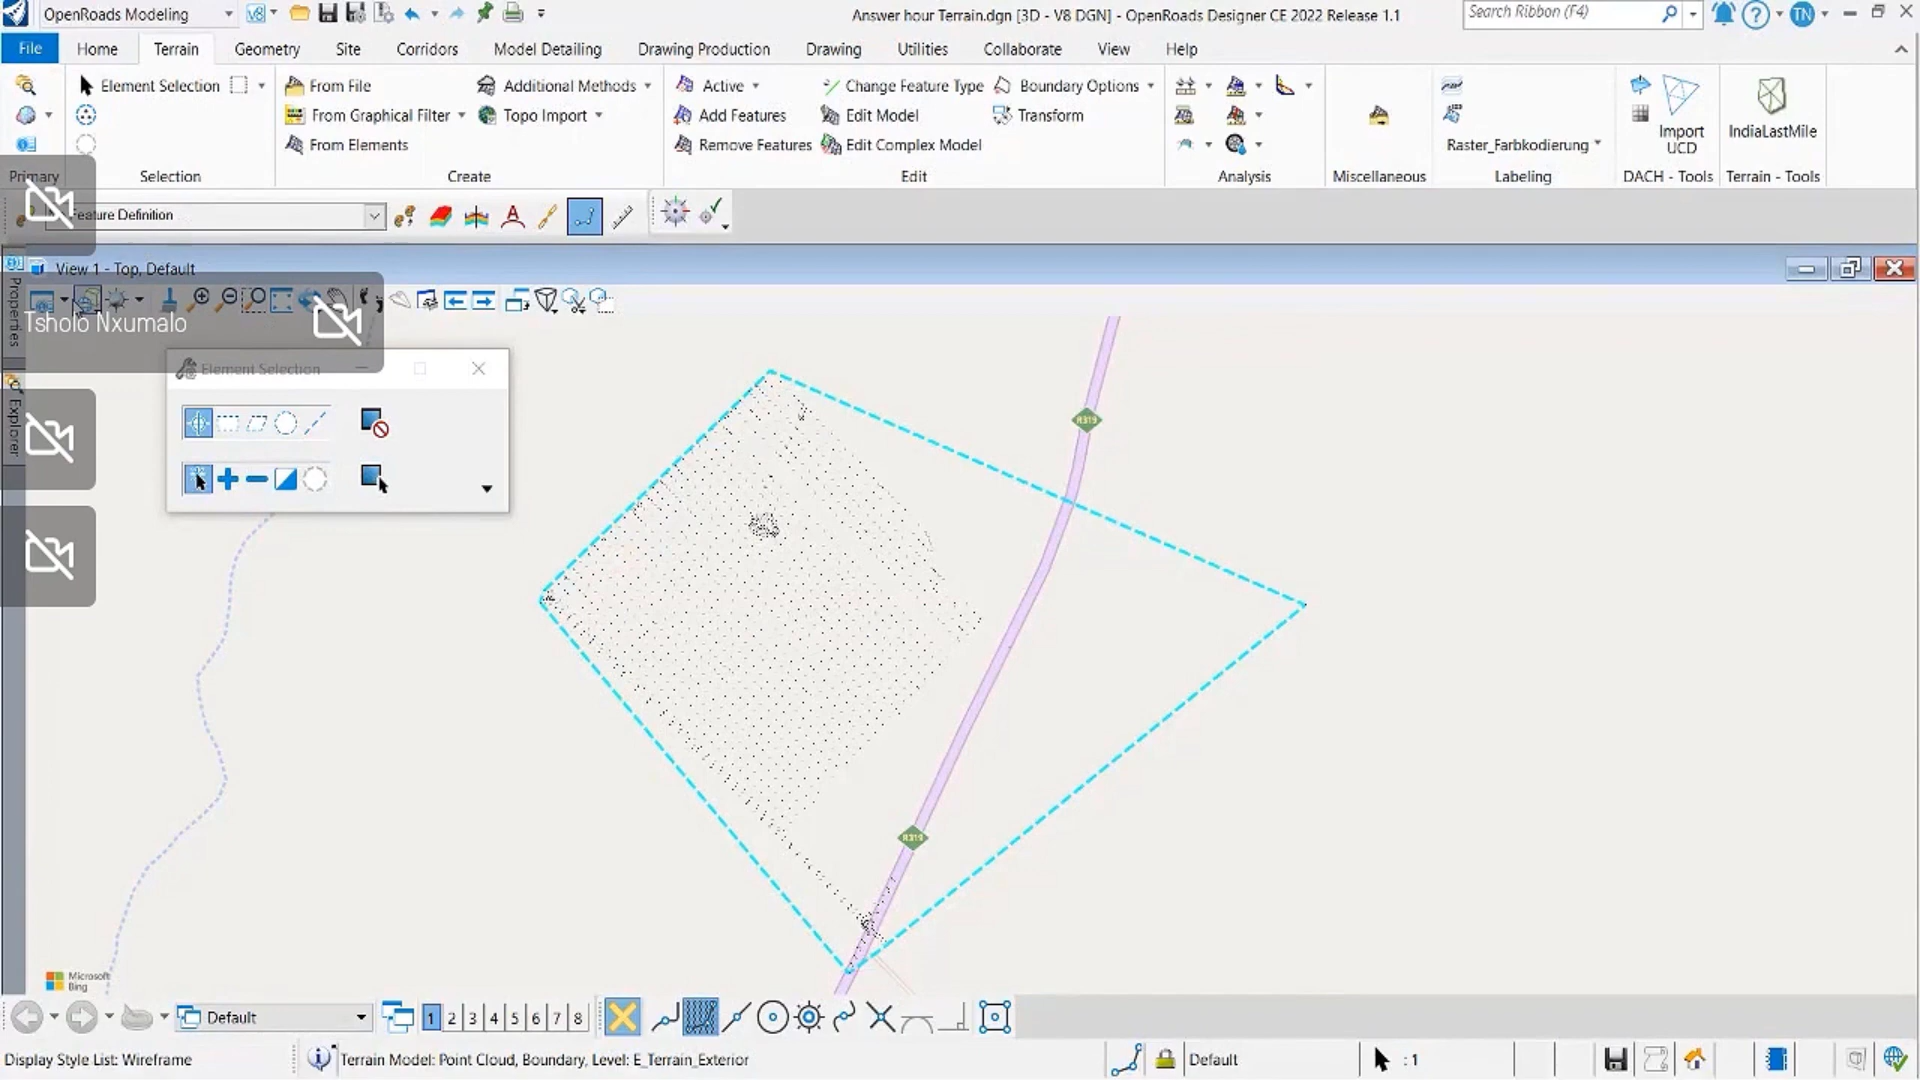 OpenRoads Modeling
V8
Answer hour Terrain.dgn [3D - V8 DGN] - OpenRoads Designer CE 2022 Release 1.1
Search Ribbon (F4)
TN
File
Home
Terrain
Geometry
Site
Corridors
Model Detailing
Drawing Production
Drawing
Utilities
Collaborate
View
Help
Element Selection
From File
Additional Methods
Active
Change Feature Type
Boundary Options
From Graphical Filter
Topo Import
Add Features
Edit Model
Transform
Import UCD
IndiaLastMile
From Elements
Remove Features
Edit Complex Model
Raster_Farbkodierung
Primary
Selection
Create
Edit
Analysis
Miscellaneous
Labeling
DACH - Tools
Terrain - Tools
Feature Definition
View 1 - Top, Default
Properties
Explorer
Tsholo Nxumalo
Element Selection
R319
R319
Microsoft
Bing
Default
1 2 3 4 5 6 7 8
Display Style List: Wireframe
Terrain Model: Point Cloud, Boundary, Level: E_Terrain_Exterior
Default
: 1